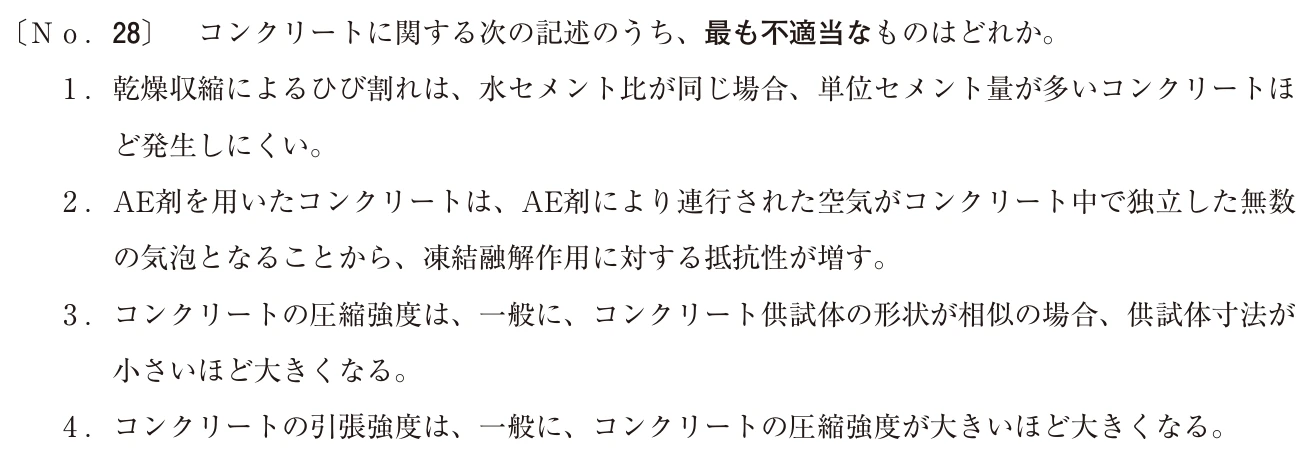 〔Ｎｏ．28〕　コンクリートに関する次の記述のうち、最も不適当なものはどれか。
１．乾燥収縮によるひび割れは、水セメント比が同じ場合、単位セメント量が多いコンクリートほ
ど発生しにくい。
２．AE剤を用いたコンクリートは、AE剤により連行された空気がコンクリート中で独立した無数
の気泡となることから、凍結融解作用に対する抵抗性が増す。
３．コンクリートの圧縮強度は、一般に、コンクリート供試体の形状が相似の場合、供試体寸法が
小さいほど大きくなる。
４．コンクリートの引張強度は、一般に、コンクリートの圧縮強度が大きいほど大きくなる。